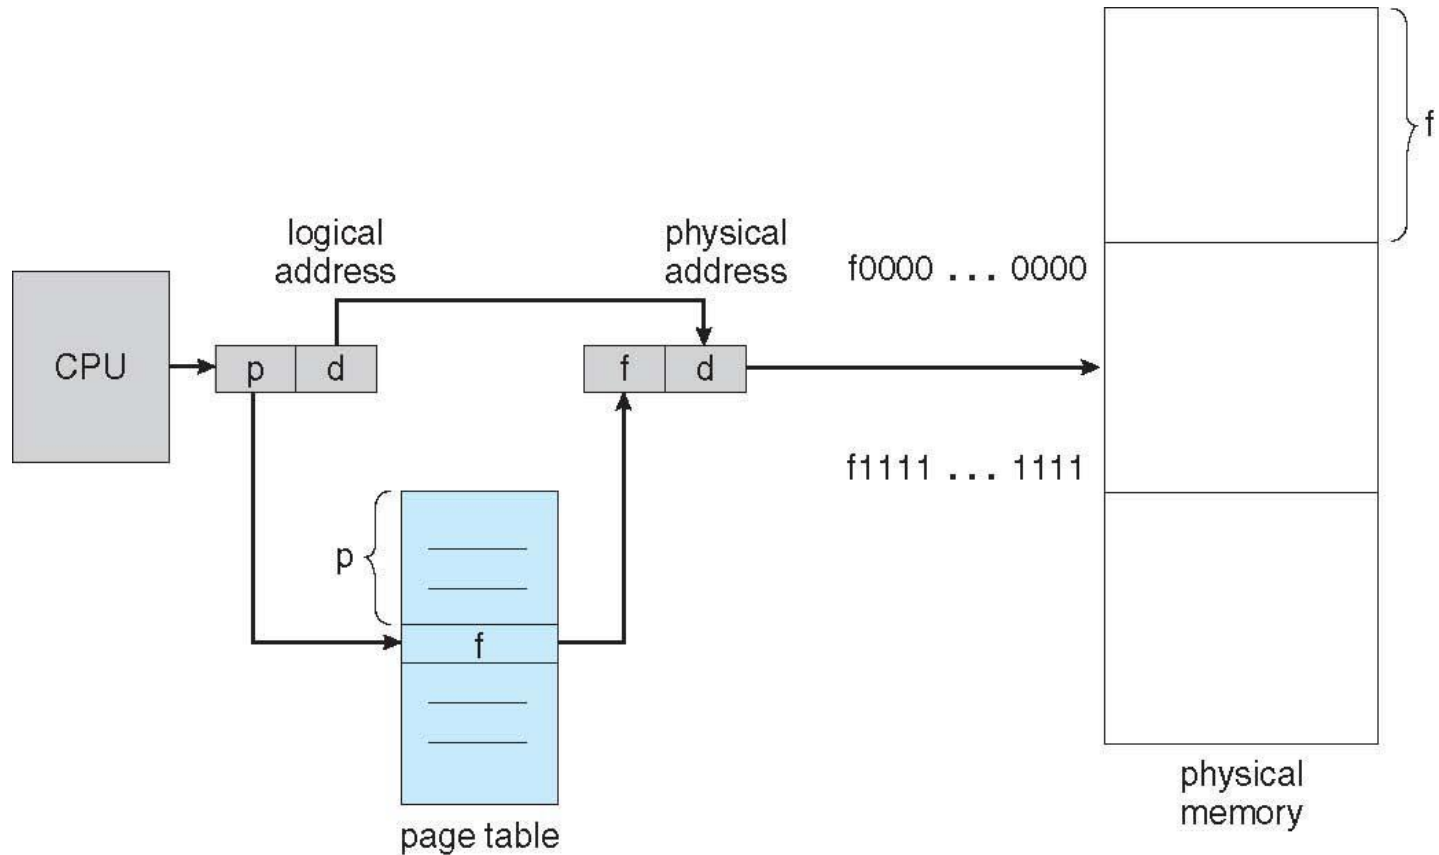 f
logical
address
physical
address
f0000 ... 0000
CPU
p d
f d
f1111 ... 1111
p
f
physical
memory
page table